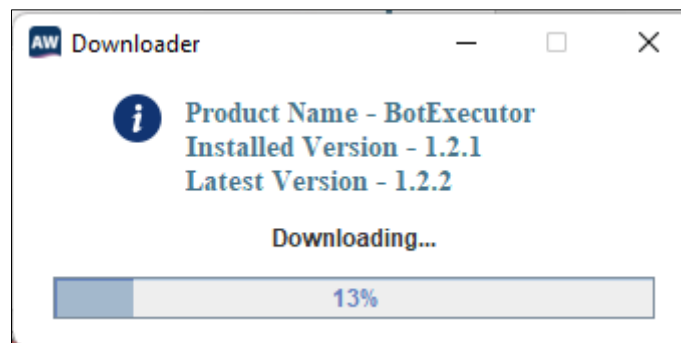 AW Downloader
Product Name - BotExecutor
Installed Version - 1.2.1
Latest Version - 1.2.2
Downloading...
13%